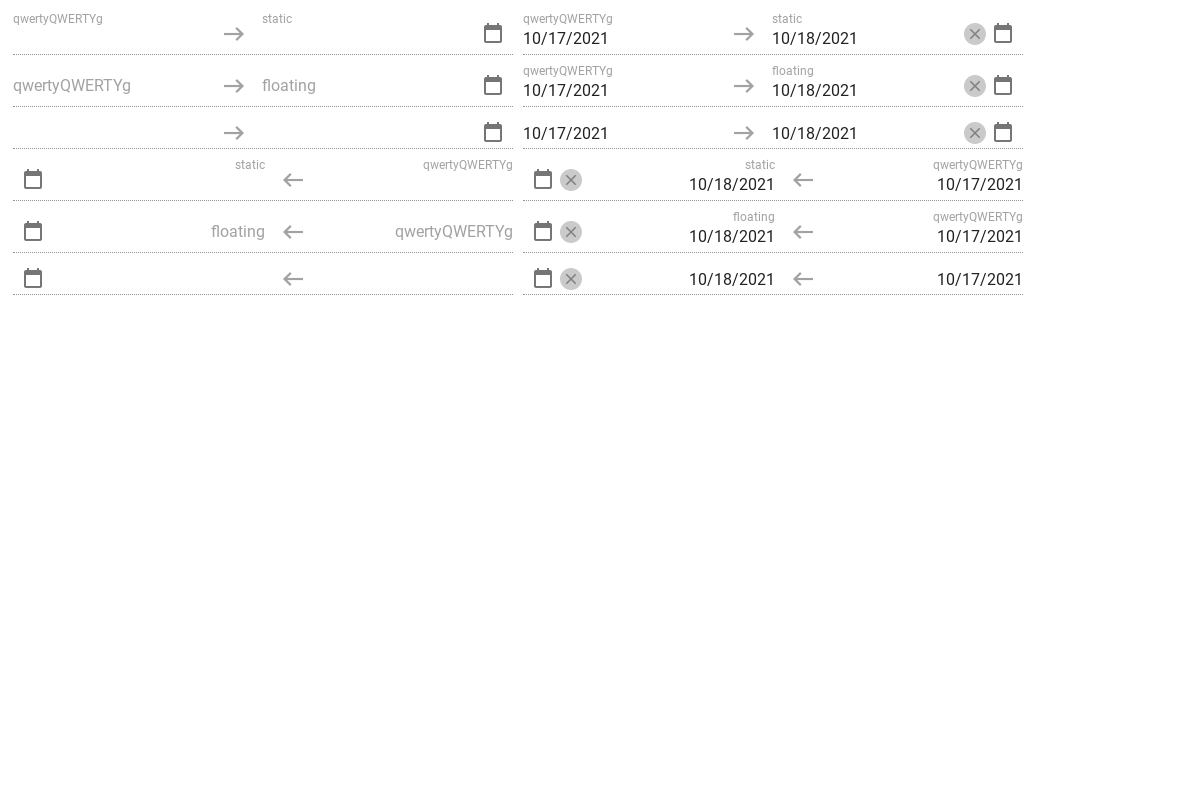 qwertyQWERTYg static qwertyQWERTYg static
10/17/2021 10/18/2021
qwertyQWERTYg floating qwertyQWERTYg floating
10/17/2021 10/18/2021
10/17/2021 10/18/2021
static qwertyQWERTYg static qwertyQWERTYg
10/18/2021 10/17/2021
floating qwertyQWERTYg floating qwertyQWERTYg
10/18/2021 10/17/2021
10/18/2021 10/17/2021